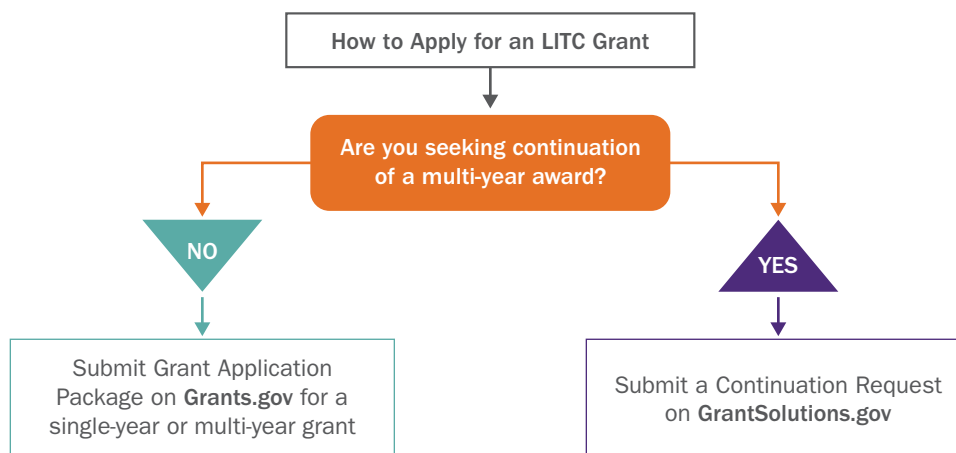 How to Apply for an LITC Grant
Are you seeking continuation
of a multi-year award?
NO
YES
Submit Grant Application
Package on Grants.gov for a
single-year or multi-year grant
Submit a Continuation Request
on GrantSolutions.gov